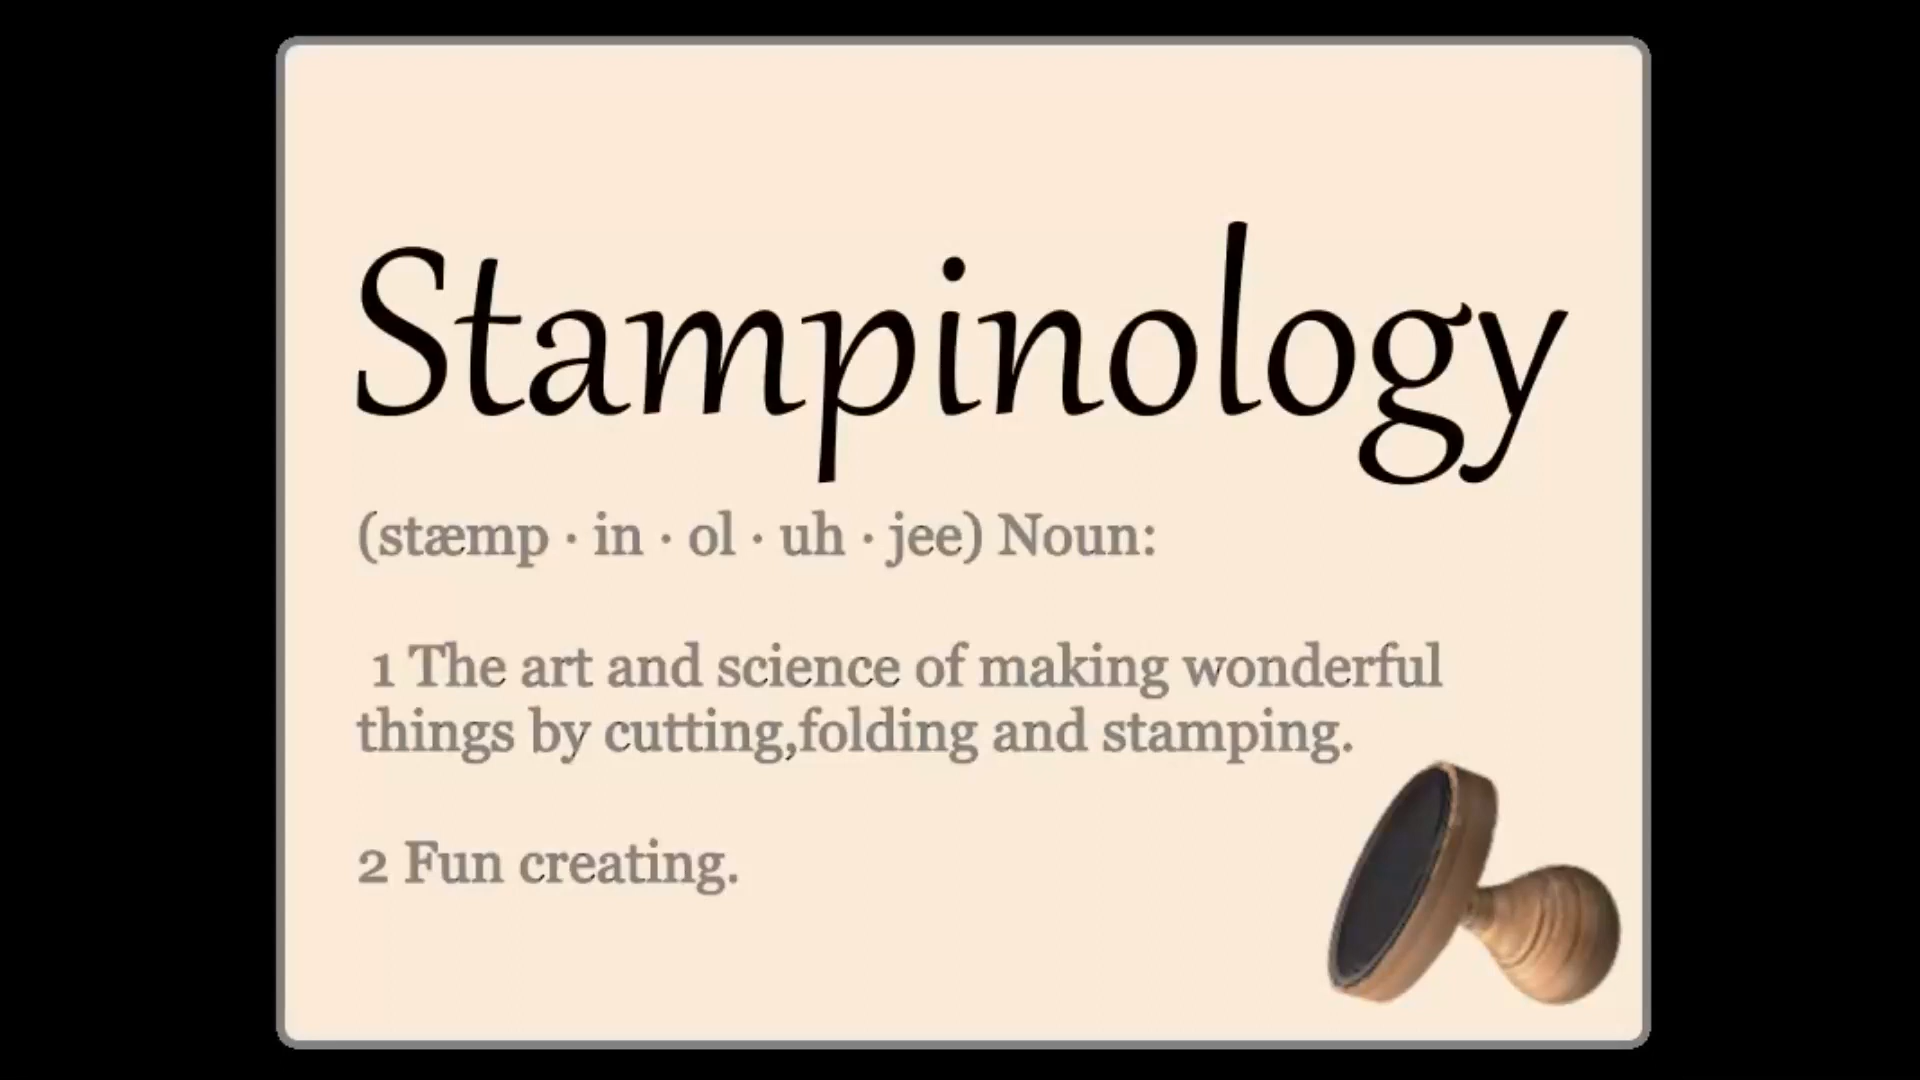 Stampinology
(stæmp · in · ol · uh · jee) Noun:
1 The art and science of making wonderful
things by cutting,folding and stamping.
2 Fun creating.